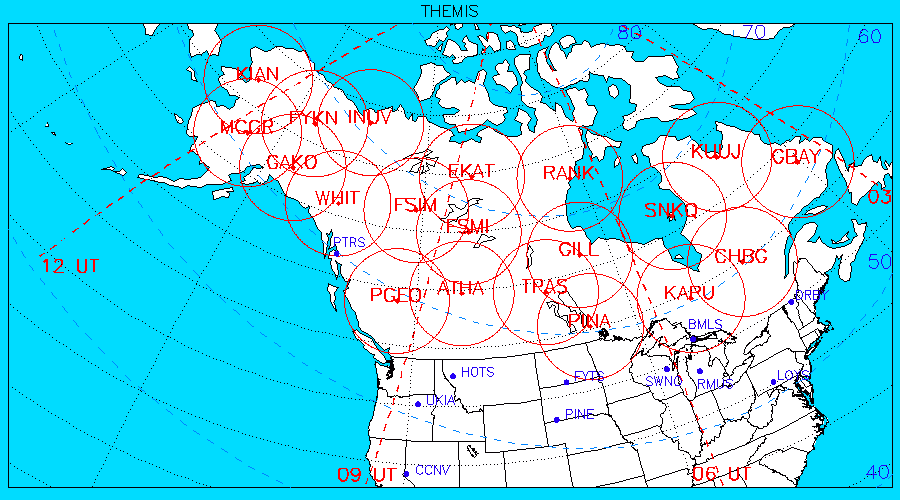 THEMIS
80
70
60
KIAN
MCGR
FYKN
INUV
GAKO
EKAT
RANK
KUUJ
GBAY
WHIT
FSIM
SNKQ
03
FSMI
PTRS
GILL
CHBG
12 UT
50
PGEO
ATHA
TPAS
KAPU
DRBY
PINA
BMLS
HOTS
FYTS
SWNO
RMUS
LOYS
UKIA
PINE
09 UT
CCNV
06 UT
40